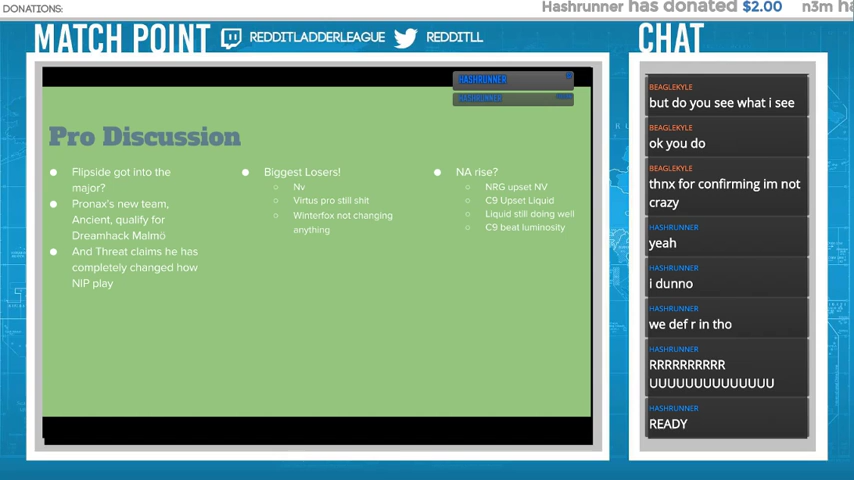 DONATIONS:
Hashrunner has donated $2.00 n3m ha
MATCH POINT
REDDITLADDERLEAGUE
REDDITLL
CHAT
HASHRUNNER
HASHRUNNER
Pro Discussion
Flipside got into the
major?
Pronax's new team,
Ancient, qualify for
Dreamhack Malmö
And Threat claims he has
completely changed how
NIP play
Biggest Losers!
Nv
Virtus pro still shit
Winterfox not changing
anything
NA rise?
NRG upset NV
C9 Upset Liquid
Liquid still doing well
C9 beat luminosity
BEAGLEKYLE
but do you see what i see
BEAGLEKYLE
ok you do
BEAGLEKYLE
thnx for confirming im not
crazy
HASHRUNNER
yeah
HASHRUNNER
i dunno
HASHRUNNER
we def r in tho
HASHRUNNER
RRRRRRRRRR
UUUUUUUUUUUUUU
HASHRUNNER
READY